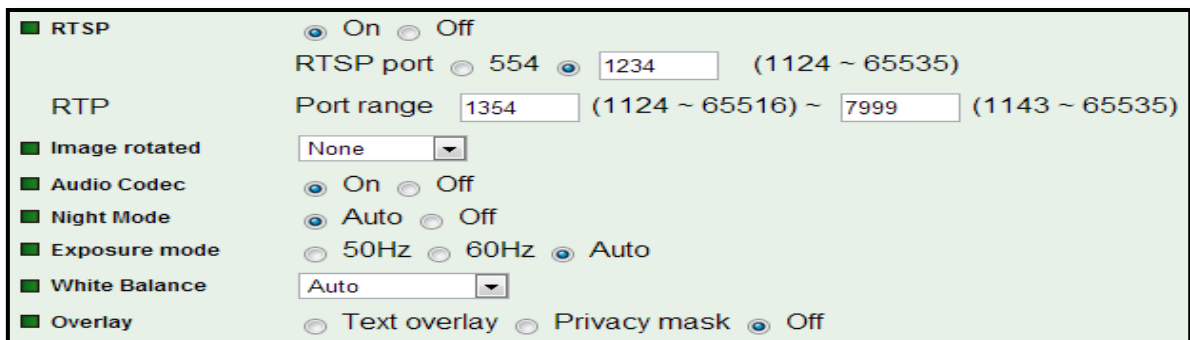 RTSP On Off
RTSP port 554 1234 (1124 ~ 65535)
RTP Port range 1354 (1124 ~ 65516) ~ 7999 (1143 ~ 65535)
Image rotated None
Audio Codec On Off
Night Mode Auto Off
Exposure mode 50Hz 60Hz Auto
White Balance Auto
Overlay Text overlay Privacy mask Off